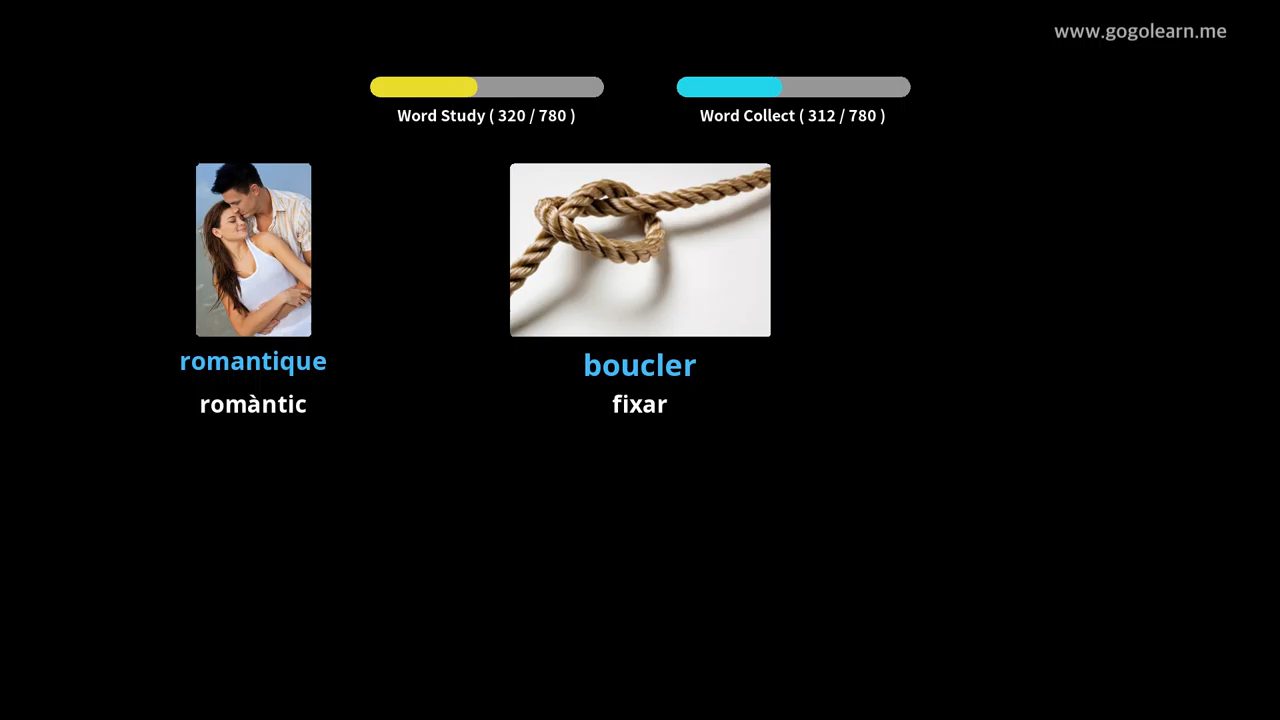 www.gogolearn.me
Word Study ( 320 / 780 )
Word Collect ( 312 / 780 )
romantique
romàntic
boucler
fixar